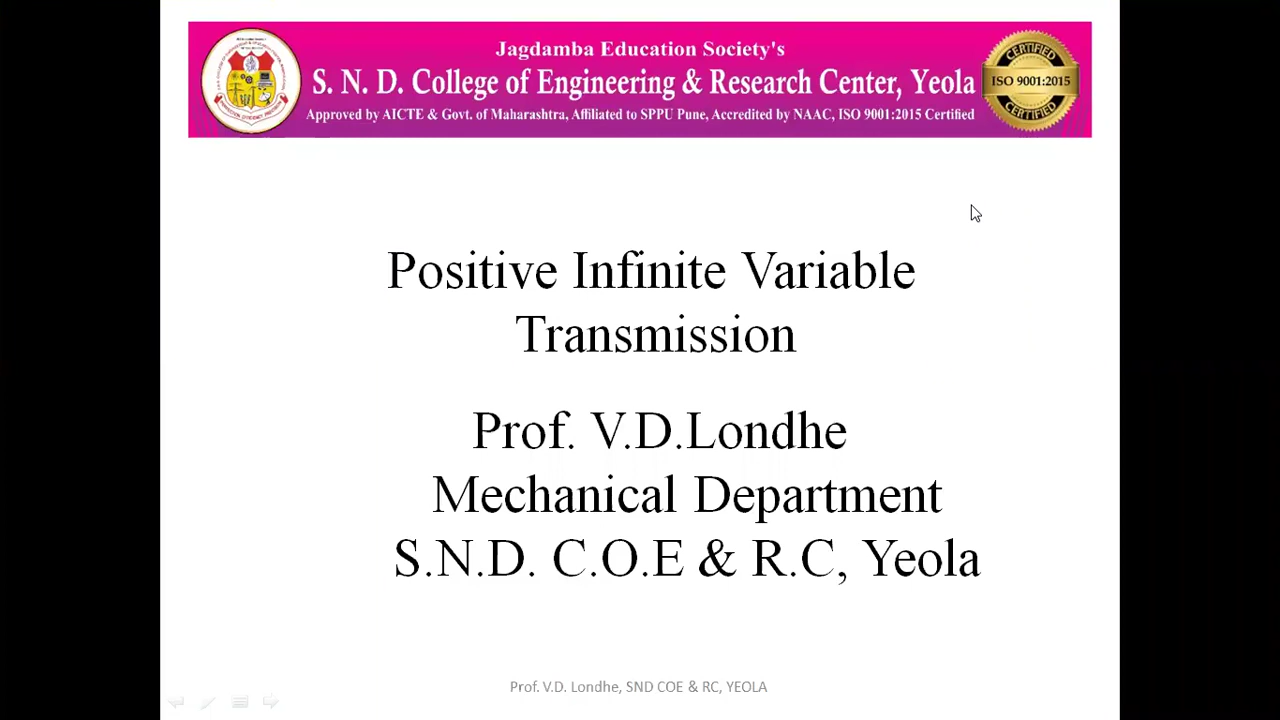 Jagdamba Education Society's
S. N. D. College of Engineering & Research Center, Yeola
Approved by AICTE & Govt. of Maharashtra, Affiliated to SPPU Pune, Accredited by NAAC, ISO 9001:2015 Certified
CERTIFIED
ISO 9001:2015
CERTIFIED
Positive Infinite Variable
Transmission
Prof. V.D.Londhe
Mechanical Department
S.N.D. C.O.E & R.C, Yeola
Prof. V.D. Londhe, SND COE & RC, YEOLA